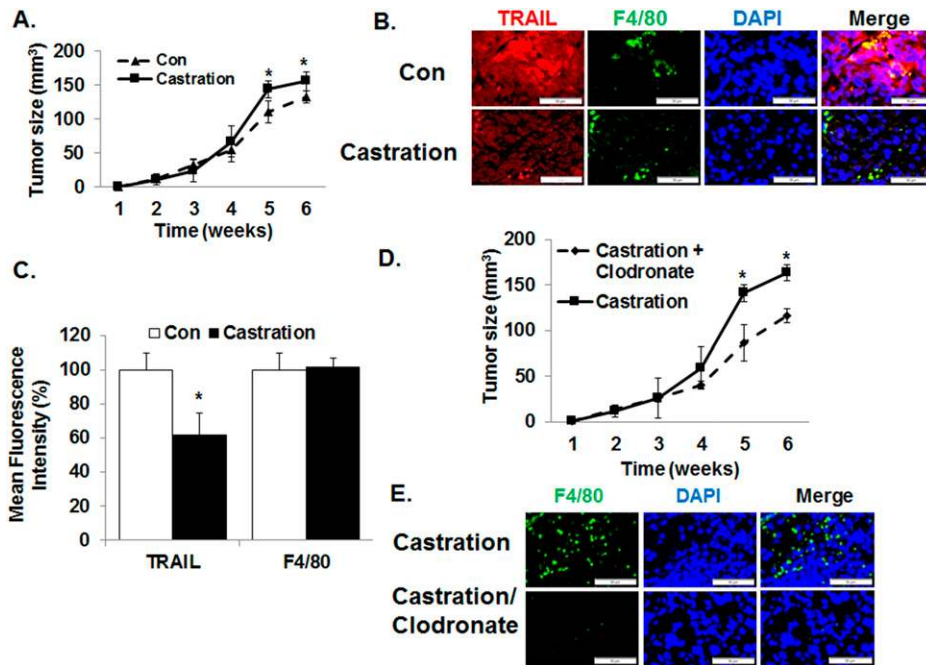 A.
Tumor size (mm³)
200
150
100
50
0
Con
Castration
*
*
1 2 3 4 5 6
Time (weeks)
B.
TRAIL F4/80 DAPI Merge
Con
Castration
C.
Mean Fluorescence
Intensity (%)
120
100
80
60
40
20
0
Con Castration
*
TRAIL F4/80
D.
Tumor size (mm³)
200
150
100
50
0
Castration +
Clodronate
Castration
*
*
1 2 3 4 5 6
Time (weeks)
E.
F4/80 DAPI Merge
Castration
Castration/
Clodronate